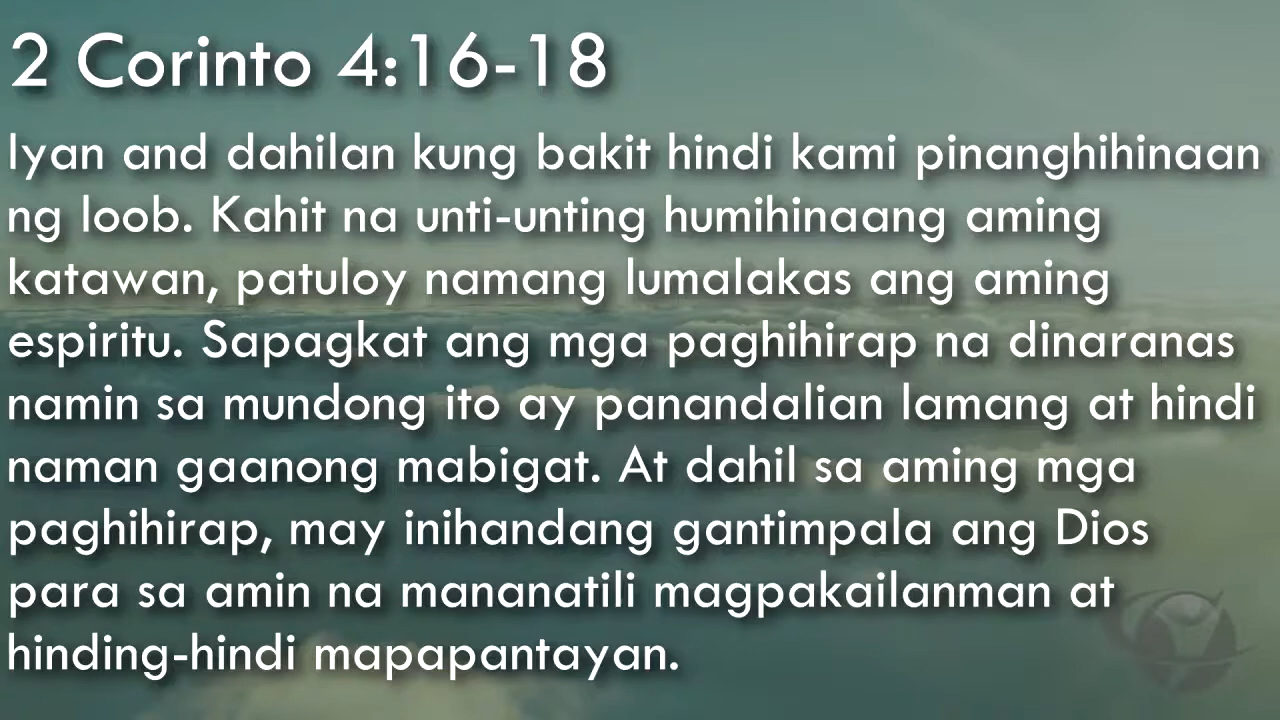 2 Corinto 4:16-18
Iyan and dahilan kung bakit hindi kami pinanghihinaan
ng loob. Kahit na unti-unting humihinaang aming
katawan, patuloy namang lumalakas ang aming
espiritu. Sapagkat ang mga paghihirap na dinaranas
namin sa mundong ito ay panandalian lamang at hindi
naman gaanong mabigat. At dahil sa aming mga
paghihirap, may inihandang gantimpala ang Dios
para sa amin na mananatili magpakailanman at
hinding-hindi mapapantayan.